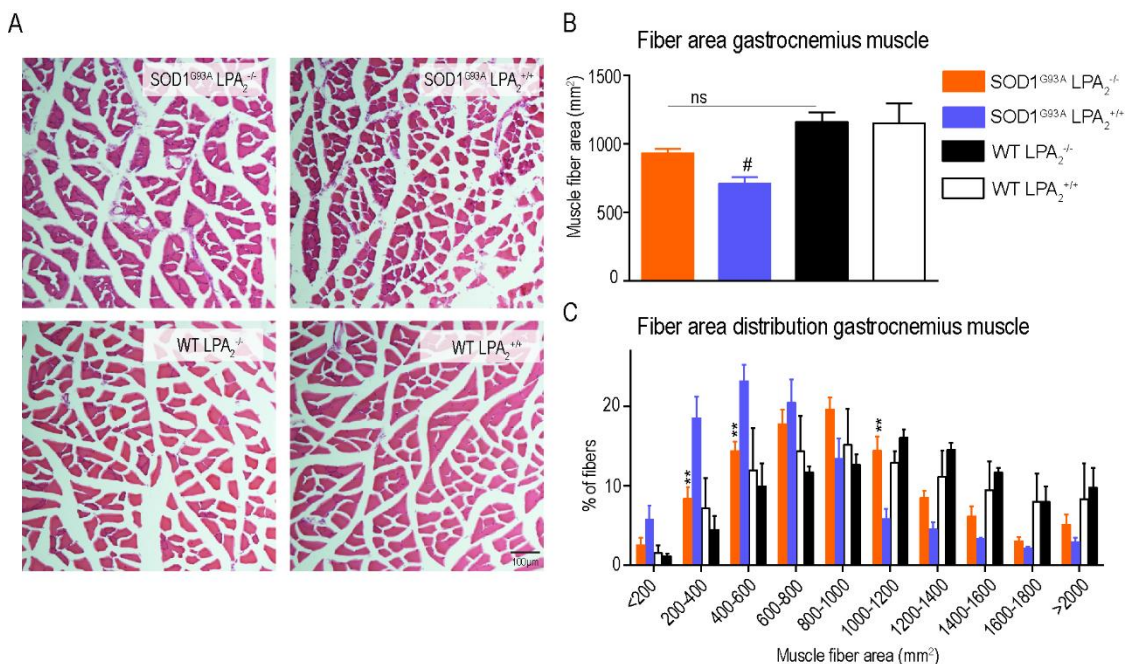 A
SOD1ᴳ⁹³ᴬ LPA₂⁻/⁻
SOD1ᴳ⁹³ᴬ LPA₂⁺/⁺
WT LPA₂⁻/⁻
WT LPA₂⁺/⁺
100µm
B
Fiber area gastrocnemius muscle
Muscle fiber area (mm²)
1500
1000
500
0
ns
#
SOD1ᴳ⁹³ᴬ LPA₂⁻/⁻
SOD1ᴳ⁹³ᴬ LPA₂⁺/⁺
WT LPA₂⁻/⁻
WT LPA₂⁺/⁺
C
Fiber area distribution gastrocnemius muscle
% of fibers
20
10
0
**
**
**
<200
200-400
400-600
600-800
800-1000
1000-1200
1200-1400
1400-1600
1600-1800
>2000
Muscle fiber area (mm²)